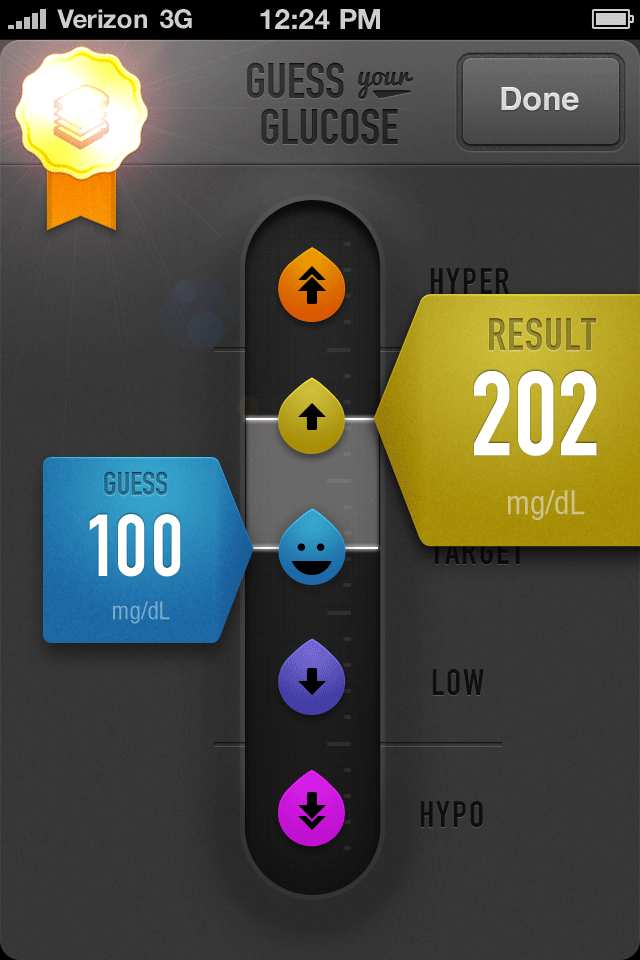 Verizon 3G 12:24 PM
GUESS your
GLUCOSE
Done
HYPER
RESULT
202
mg/dL
GUESS
100
mg/dL
TARGET
LOW
HYPO